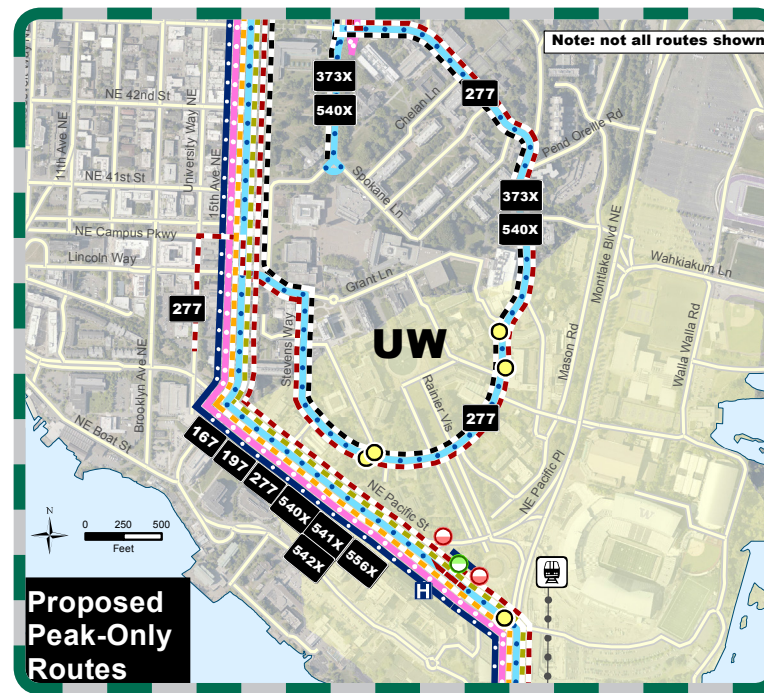 Note: not all routes shown
NE 42nd St
373X
540X
277
Chelan Ln
Pend Oreille Rd
11th Ave NE
University Way NE
15th Ave NE
NE 41st St
Spokane Ln
373X
540X
NE Campus Pkwy
Lincoln Way
Grant Ln
Montlake Blvd NE
Wahkiakum Ln
277
Stevens Way
UW
Mason Rd
Walla Walla Rd
Rainier Vis
Brooklyn Ave NE
277
NE Boat St
167
197
277
540X
541X
556X
542X
NE Pacific St
NE Pacific Pl
N
0 250 500
Feet
H
Proposed
Peak-Only
Routes